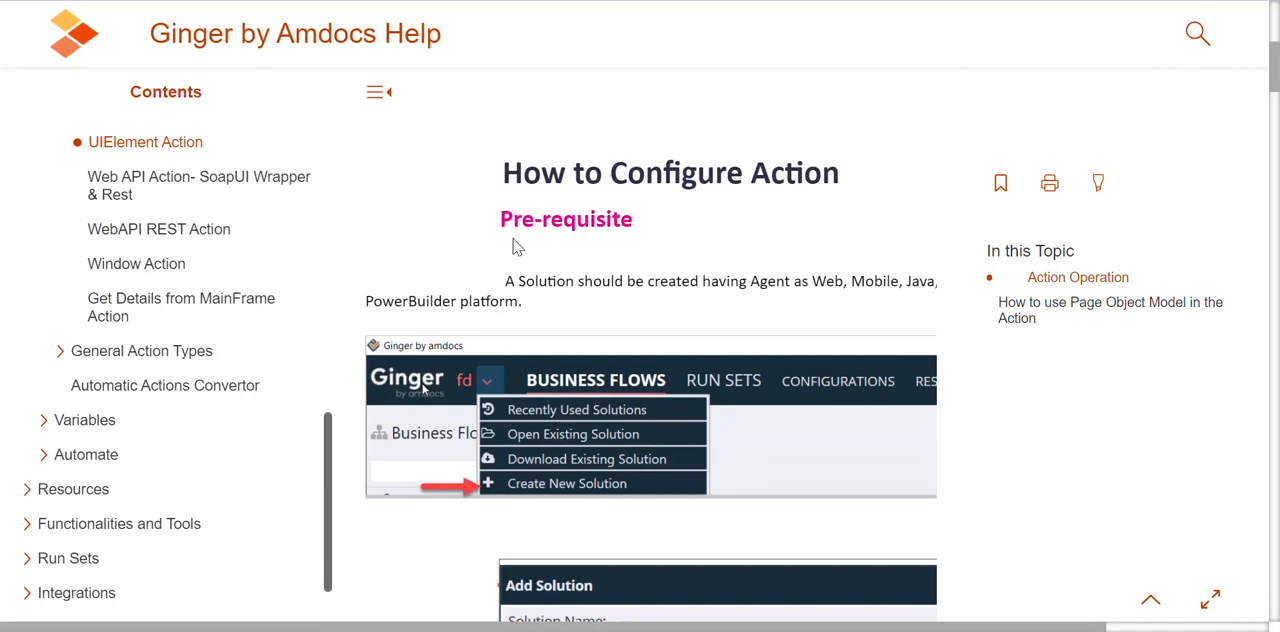 Ginger by Amdocs Help
Contents
UIElement Action
Web API Action- SoapUI Wrapper
& Rest
WebAPI REST Action
Window Action
Get Details from MainFrame
Action
General Action Types
Automatic Actions Convertor
Variables
Automate
Resources
Functionalities and Tools
Run Sets
Integrations
How to Configure Action
Pre-requisite
A Solution should be created having Agent as Web, Mobile, Java,
PowerBuilder platform.
Ginger by amdocs
Ginger fd BUSINESS FLOWS RUN SETS CONFIGURATIONS RES
by amdocs
Business Flo
Recently Used Solutions
Open Existing Solution
Download Existing Solution
Create New Solution
Add Solution
Solution Name:
In this Topic
Action Operation
How to use Page Object Model in the
Action